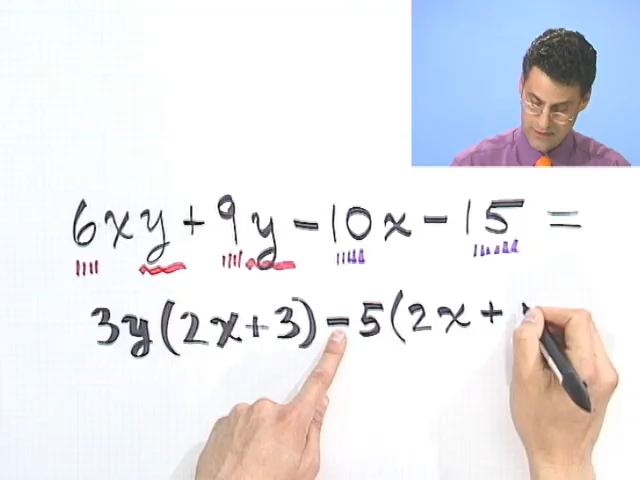 6xy + 9y - 10x - 15 =
3y(2x + 3) - 5(2x +